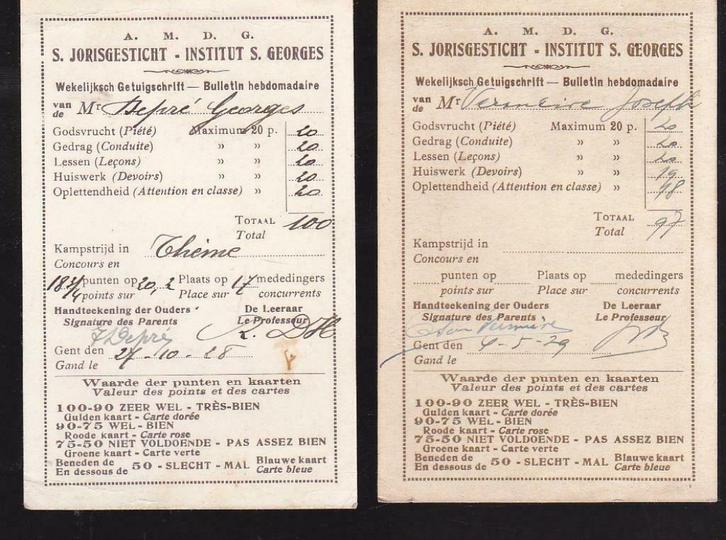 A. M. D. G.
S. JORISGESTICHT - INSTITUT S. GEORGES
Wekelijksch Getuigschrift — Bulletin hebdomadaire
van de Mr Depré Georges
Godsvrucht (Piété) Maximum 20 p. 20
Gedrag (Conduite) » » 20
Lessen (Leçons) » » 20
Huiswerk (Devoirs) » » 20
Oplettendheid (Attention en classe) » 20
TOTAAL 100
Total
Kampstrijd in Thème
Concours en
punten op 20, 2 Plaats op 17 mededingers
points sur Place sur concurrents
Handteekening der Ouders De Leeraar
Signature des Parents Le Professeur
Depré
Gent den 27-10-28
Gand le
Waarde der punten en kaarten
Valeur des points et des cartes
100-90 ZEER WEL - TRÈS-BIEN
Gulden kaart - Carte dorée
90-75 WEL - BIEN
Roode kaart - Carte rose
75-50 NIET VOLDOENDE - PAS ASSEZ BIEN
Groene kaart - Carte verte
Beneden de 50 - SLECHT - MAL Blauwe kaart
En dessous de Carte bleue
A. M. D. G.
S. JORISGESTICHT - INSTITUT S. GEORGES
Wekelijksch Getuigschrift — Bulletin hebdomadaire
van de Mr Vermeire Joseph
Godsvrucht (Piété) Maximum 20 p. 20
Gedrag (Conduite) » » 20
Lessen (Leçons) » » 20
Huiswerk (Devoirs) » » 19
Oplettendheid (Attention en classe) » 18
TOTAAL 97
Total
Kampstrijd in
Concours en
punten op Plaats op mededingers
points sur Place sur concurrents
Handteekening der Ouders De Leeraar
Signature des Parents Le Professeur
Vermeire
Gent den 4-5-29
Gand le
Waarde der punten en kaarten
Valeur des points et des cartes
100-90 ZEER WEL - TRÈS-BIEN
Gulden kaart - Carte dorée
90-75 WEL - BIEN
Roode kaart - Carte rose
75-50 NIET VOLDOENDE - PAS ASSEZ BIEN
Groene kaart - Carte verte
Beneden de 50 - SLECHT - MAL Blauwe kaart
En dessous de Carte bleue